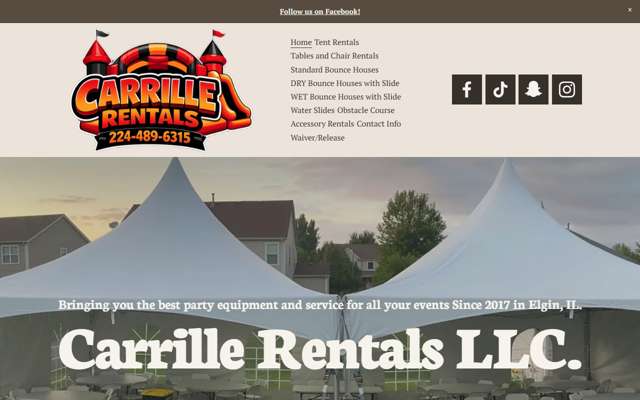 Follow us on Facebook!
×
CARRILLE
RENTALS
224-489-6315
Home Tent Rentals
Tables and Chair Rentals
Standard Bounce Houses
DRY Bounce Houses with Slide
WET Bounce Houses with Slide
Water Slides Obstacle Course
Accessory Rentals Contact Info
Waiver/Release
Bringing you the best party equipment and service for all your events Since 2017 in Elgin, IL.
Carrille Rentals LLC.